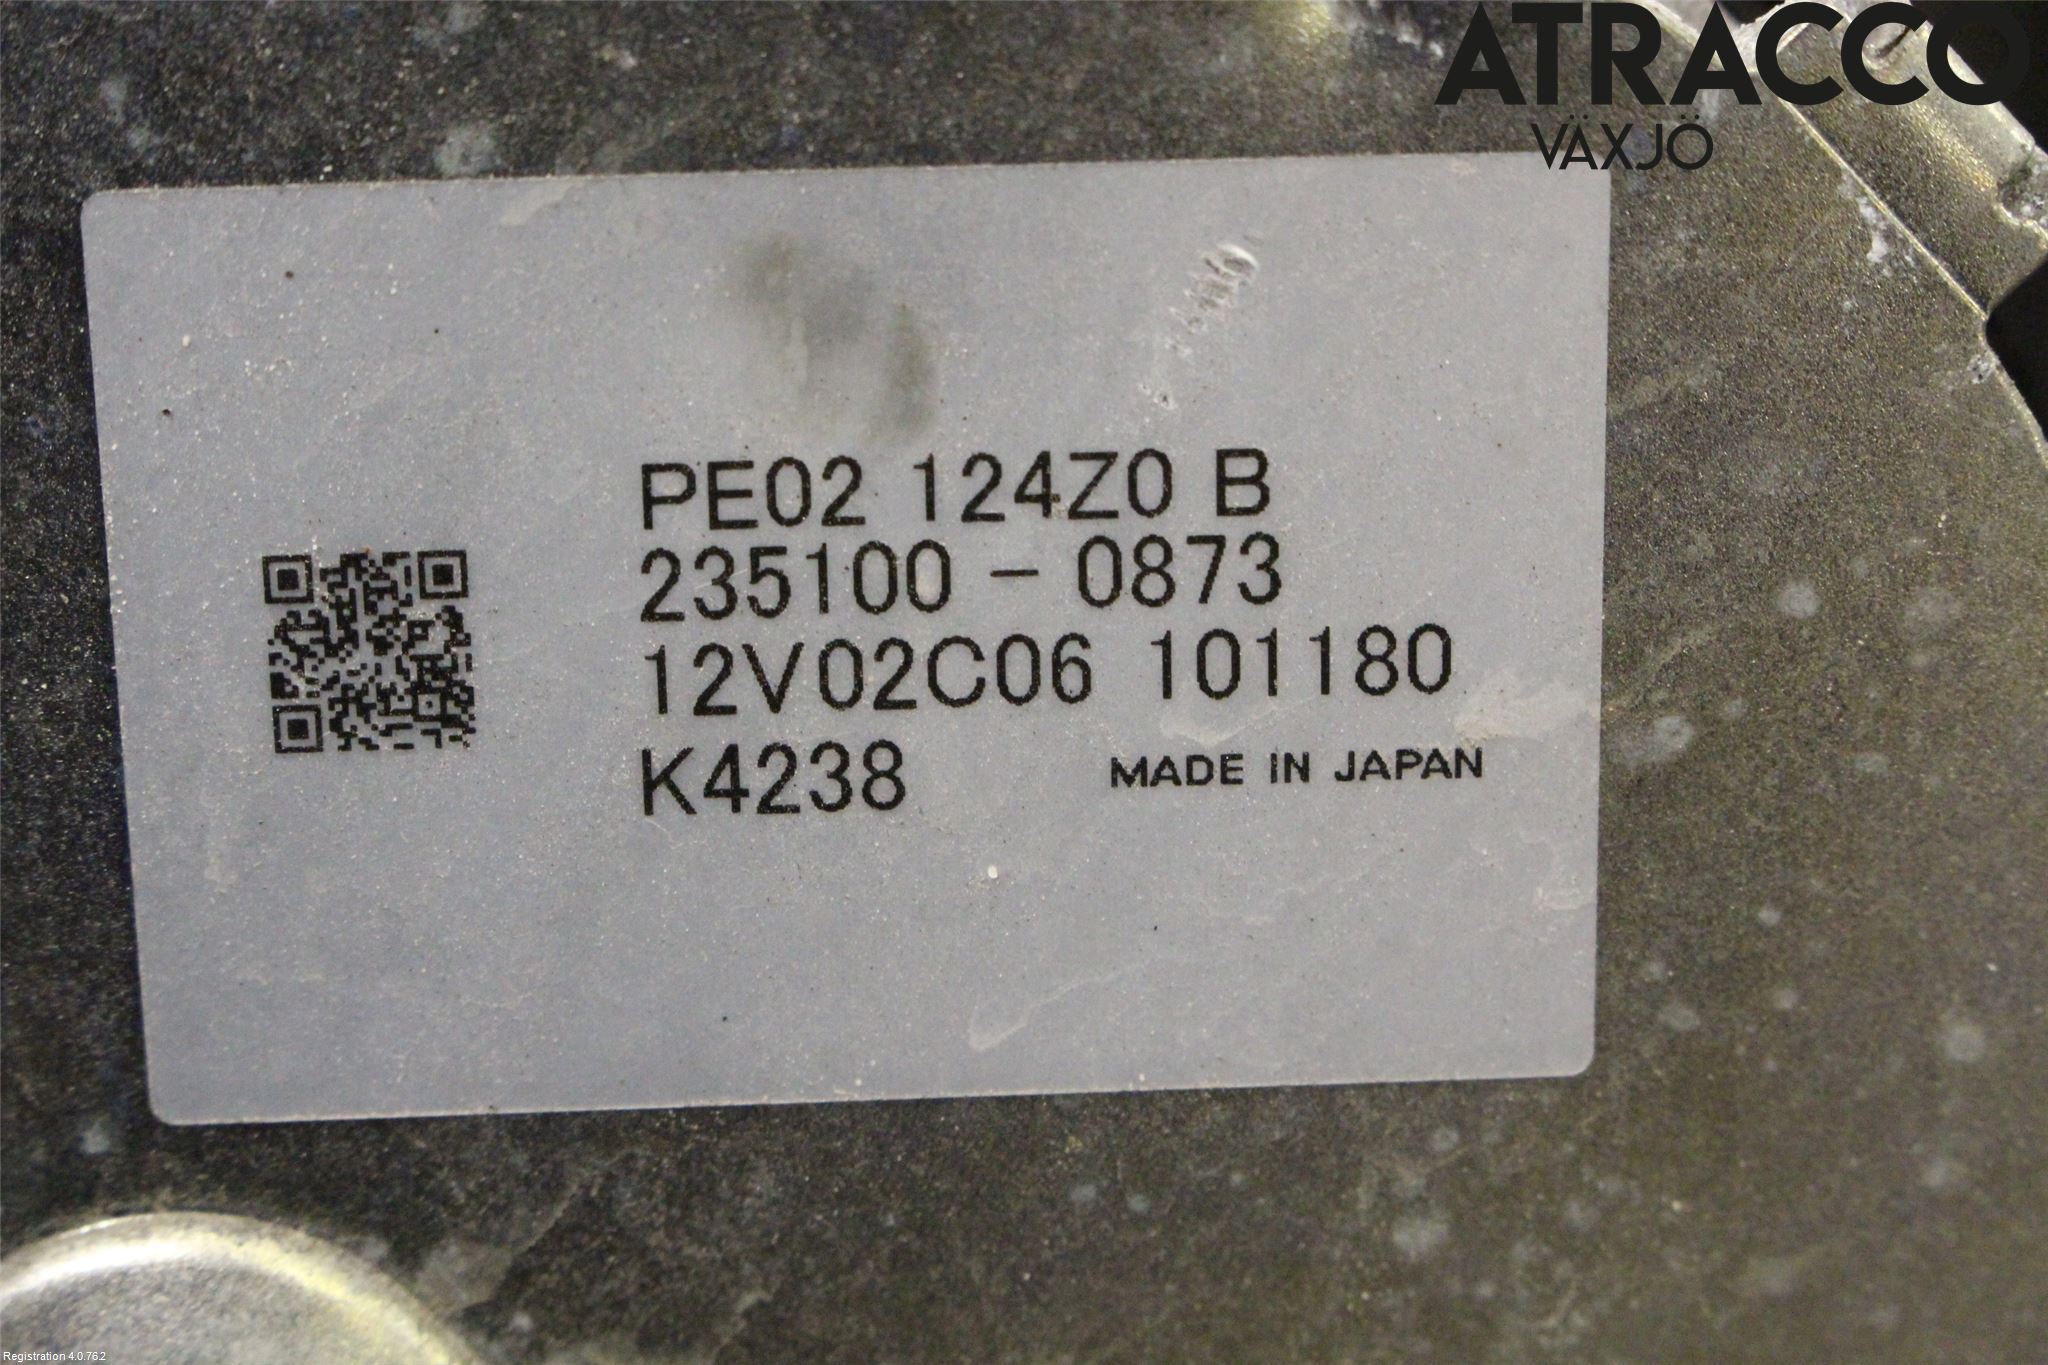 ATRACCO
VÄXJÖ
PE02 124Z0 B
235100-0873
12V02C06 101180
K4238 MADE IN JAPAN
Registration 4.0.762